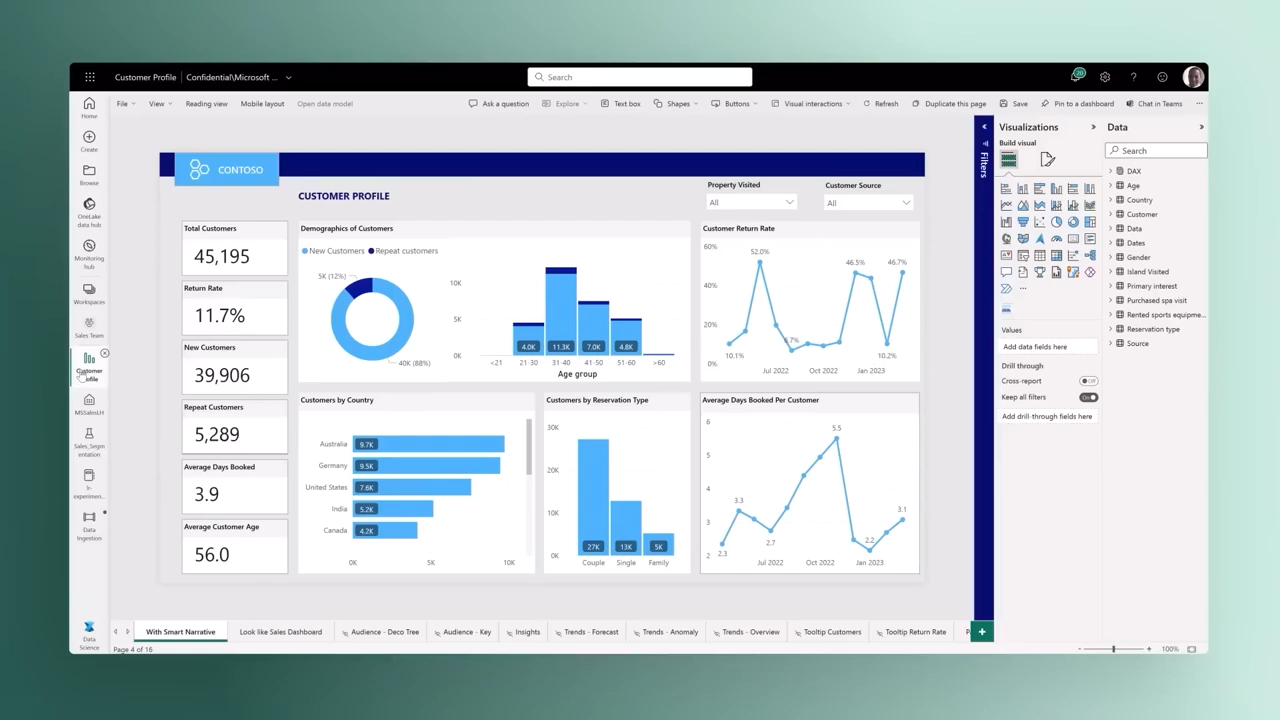 Customer Profile | Confidential\Microsoft ...
Search
20
File View Reading view Mobile layout Open data model
Ask a question Explore Text box Shapes Buttons Visual interactions Refresh Duplicate this page Save Pin to a dashboard Chat in Teams ...
Home
Create
Browse
OneLake
data hub
Monitoring
hub
Workspaces
Sales Team
Customer
Profile
MSSalesLH
Sales_Segm
entation
ir-
experimen...
Data
Ingestion
Data
Science
CONTOSO
CUSTOMER PROFILE
Property Visited
All
Customer Source
All
Total Customers
45,195
Return Rate
11.7%
New Customers
39,906
Repeat Customers
5,289
Average Days Booked
3.9
Average Customer Age
56.0
Demographics of Customers
New Customers Repeat customers
5K (12%)
40K (88%)
10K
5K
0K
4.0K 11.3K 7.0K 4.8K
<21 21-30 31-40 41-50 51-60 >60
Age group
Customer Return Rate
60%
40%
20%
0%
52.0%
46.5%
46.7%
10.1%
10.2%
Jul 2022 Oct 2022 Jan 2023
Customers by Country
Australia 9.7K
Germany 9.5K
United States 7.6K
India 5.2K
Canada 4.2K
0K 5K 10K
Customers by Reservation Type
30K
20K
10K
0K
27K 13K 5K
Couple Single Family
Average Days Booked Per Customer
6
5
4
3
2
5.5
3.3
3.1
2.7
2.3
2.2
Jul 2022 Oct 2022 Jan 2023
Filters
Visualizations
Build visual
...
Values
Add data fields here
Drill through
Cross-report
Off
Keep all filters
On
Add drill-through fields here
Data
Search
DAX
Age
Country
Customer
Data
Dates
Gender
Island Visited
Primary interest
Purchased spa visit
Rented sports equipme...
Reservation type
Source
With Smart Narrative Look like Sales Dashboard Audience - Deco Tree Audience - Key Insights Trends - Forecast Trends - Anomaly Trends - Overview Tooltip Customers Tooltip Return Rate
Page 4 of 16
- + 100%